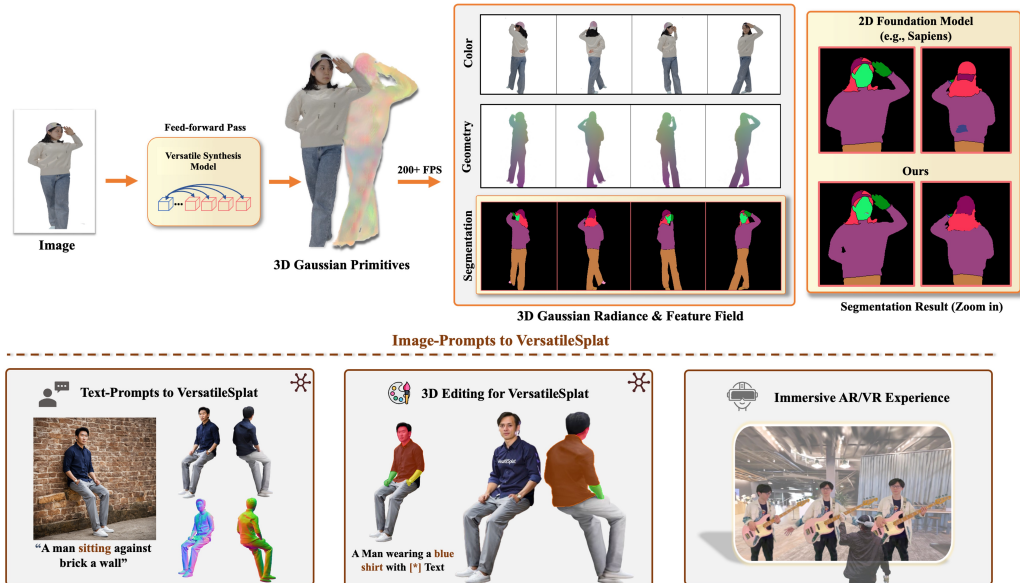 Image
Feed-forward Pass
Versatile Synthesis
Model
3D Gaussian Primitives
200+ FPS
Color
Geometry
Segmentation
3D Gaussian Radiance & Feature Field
2D Foundation Model
(e.g., Sapiens)
Ours
Segmentation Result (Zoom in)
Image-Prompts to VersatileSplat
Text-Prompts to VersatileSplat
“A man sitting against
brick a wall”
3D Editing for VersatileSplat
A Man wearing a blue
shirt with [*] Text
Immersive AR/VR Experience